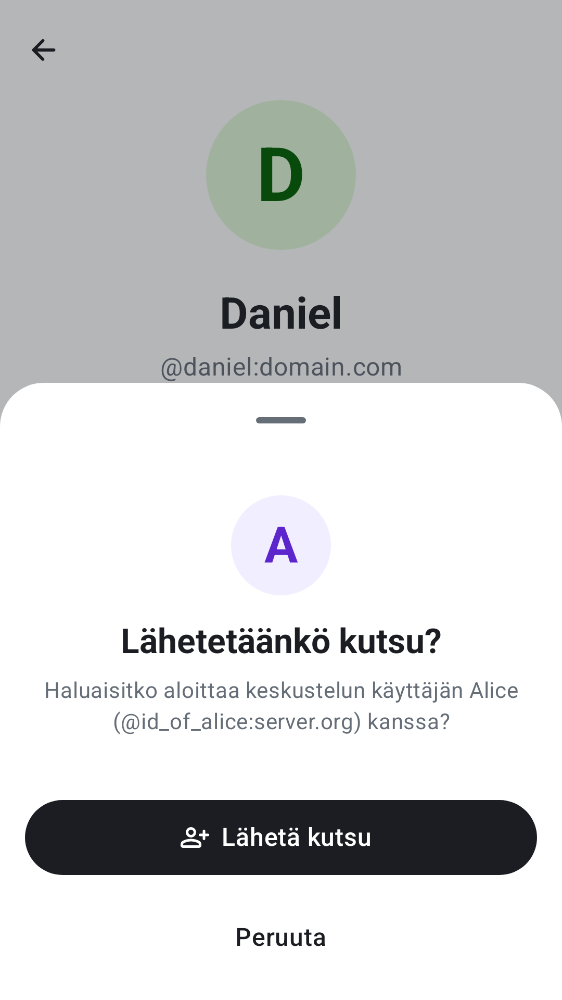 D
Daniel
@daniel:domain.com
A
Lähetetäänkö kutsu?
Haluaisitko aloittaa keskustelun käyttäjän Alice
(@id_of_alice:server.org) kanssa?
Lähetä kutsu
Peruuta